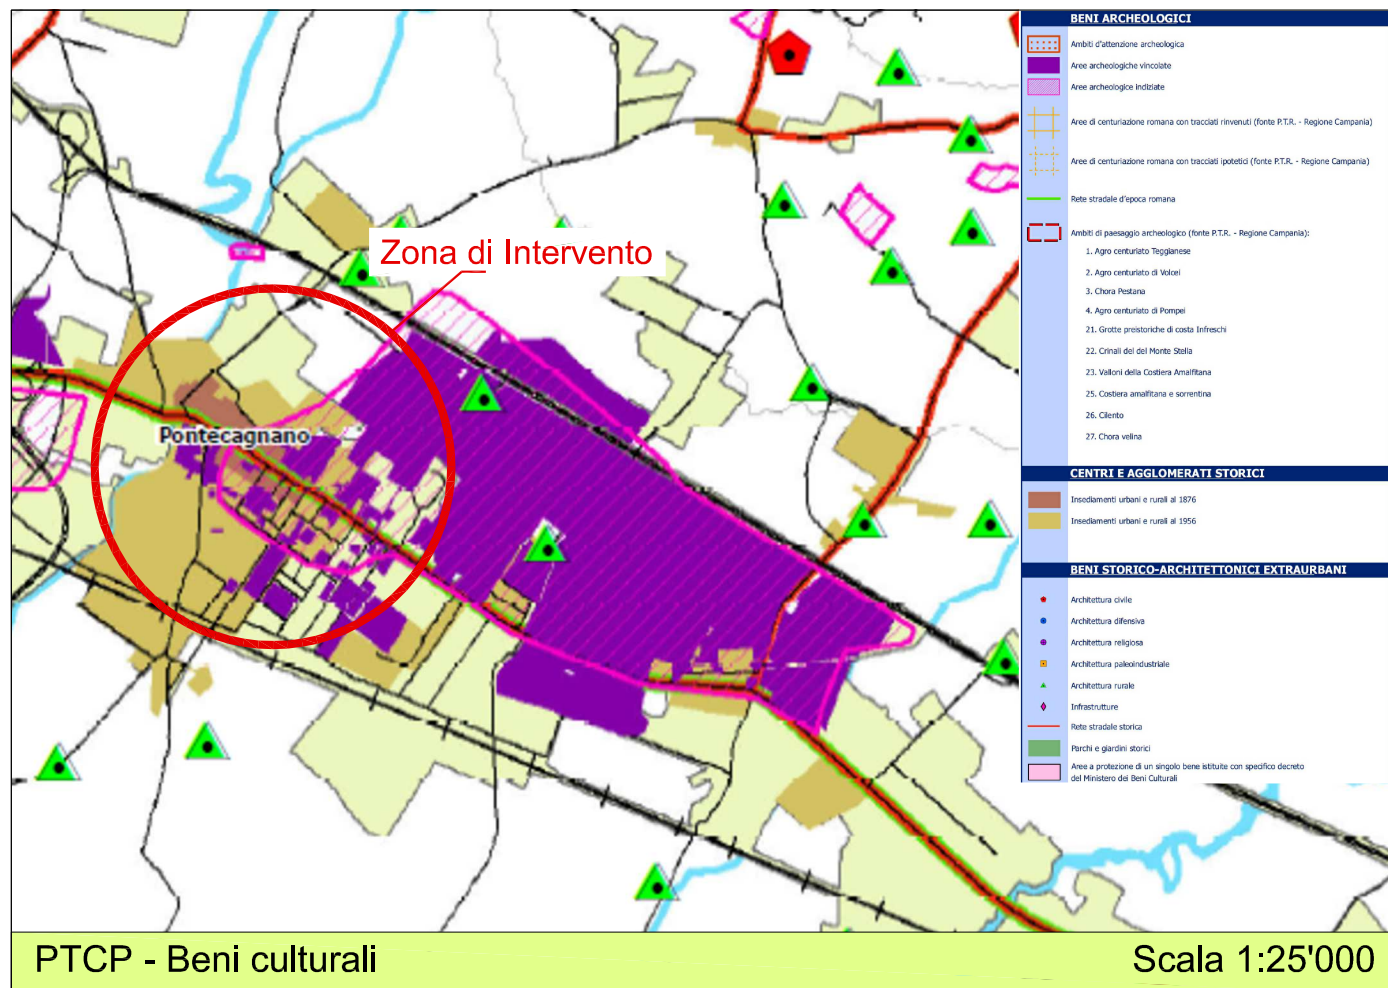 Zona di Intervento
Pontecagnano
BENI ARCHEOLOGICI
Ambiti d'attenzione archeologica
Aree archeologiche vincolate
Aree archeologice indiziate
Aree di centuriazione romana con tracciati rinvenuti (fonte P.T.R. - Regione Campania)
Aree di centuriazione romana con tracciati ipotetici (fonte P.T.R. - Regione Campania)
Rete stradale d'epoca romana
Ambiti di paesaggio archeologico (fonte P.T.R. - Regione Campania):
1. Agro centuriato Teggianese
2. Agro centuriato di Volcei
3. Chora Pestana
4. Agro centuriato di Pompei
21. Grotte preistoriche di costa Infreschi
22. Crinali del del Monte Stella
23. Valloni della Costiera Amalfitana
25. Costiera amalfitana e sorrentina
26. Cilento
27. Chora velina
CENTRI E AGGLOMERATI STORICI
Insediamenti urbani e rurali al 1876
Insediamenti urbani e rurali al 1956
BENI STORICO-ARCHITETTONICI EXTRAURBANI
Architettura civile
Architettura difensiva
Architettura religiosa
Architettura paleoindustriale
Architettura rurale
Infrastrutture
Rete stradale storica
Parchi e giardini storici
Aree a protezione di un singolo bene istituite con specifico decreto
del Ministero dei Beni Culturali
PTCP - Beni culturali
Scala 1:25'000